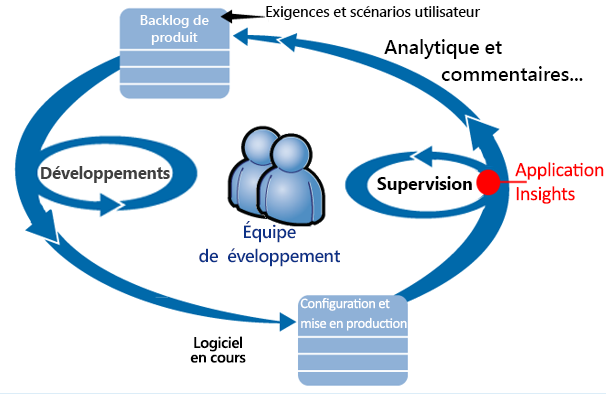 Backlog de
produit
Exigences et scénarios utilisateur
Analytique et
commentaires...
Développements
Supervision
Application
Insights
Équipe
de éveloppement
Configuration et
mise en production
Logiciel
en cours